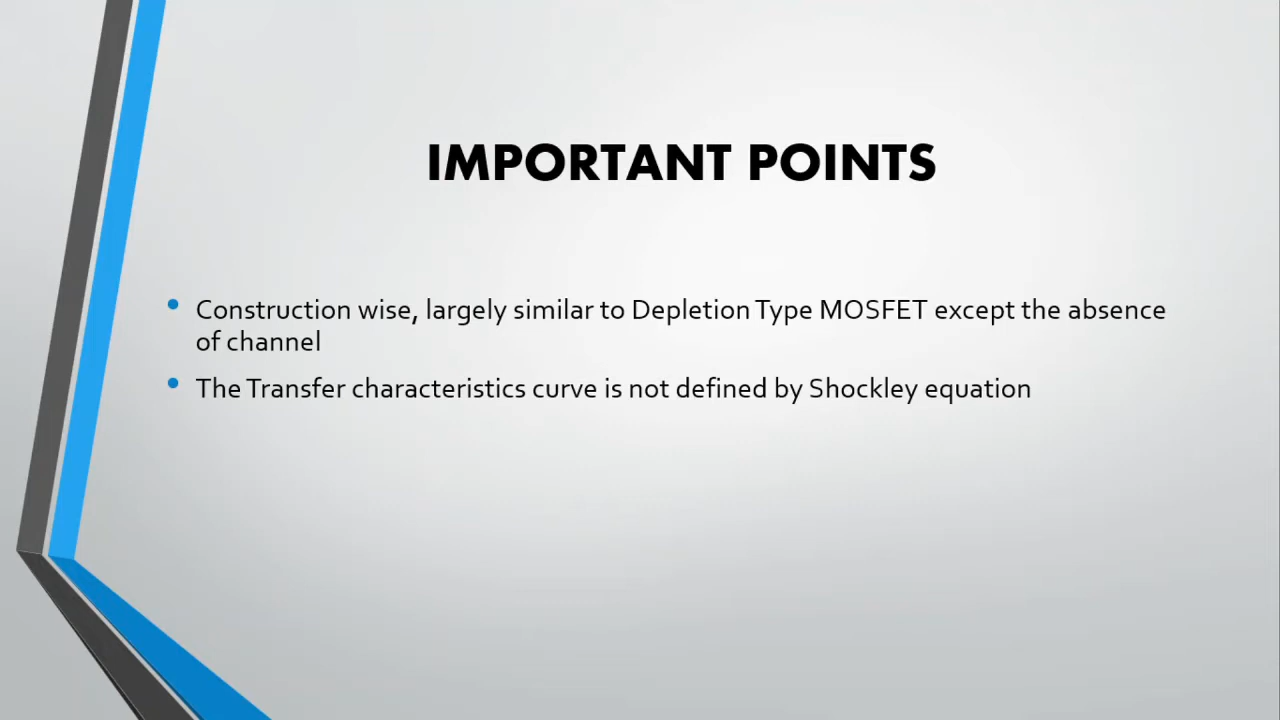 IMPORTANT POINTS
• Construction wise, largely similar to Depletion Type MOSFET except the absence
of channel
• The Transfer characteristics curve is not defined by Shockley equation